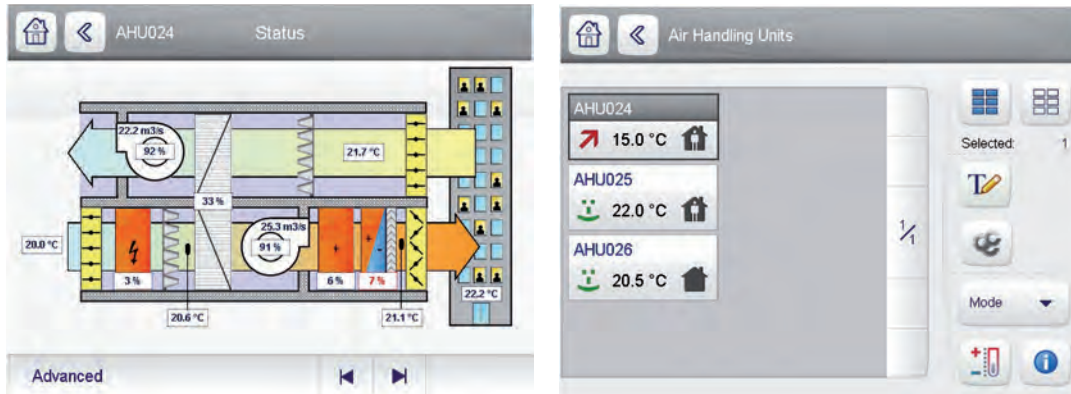 AHU024 Status
22.2 m3/s
92 %
21.7 °C
33 %
25.3 m3/s
91 %
20.0 °C
3 %
6 %
7 %
22.2 °C
20.6 °C
21.1 °C
Advanced
Air Handling Units
AHU024
15.0 °C
AHU025
22.0 °C
AHU026
20.5 °C
1/1
Selected: 1
T
Mode